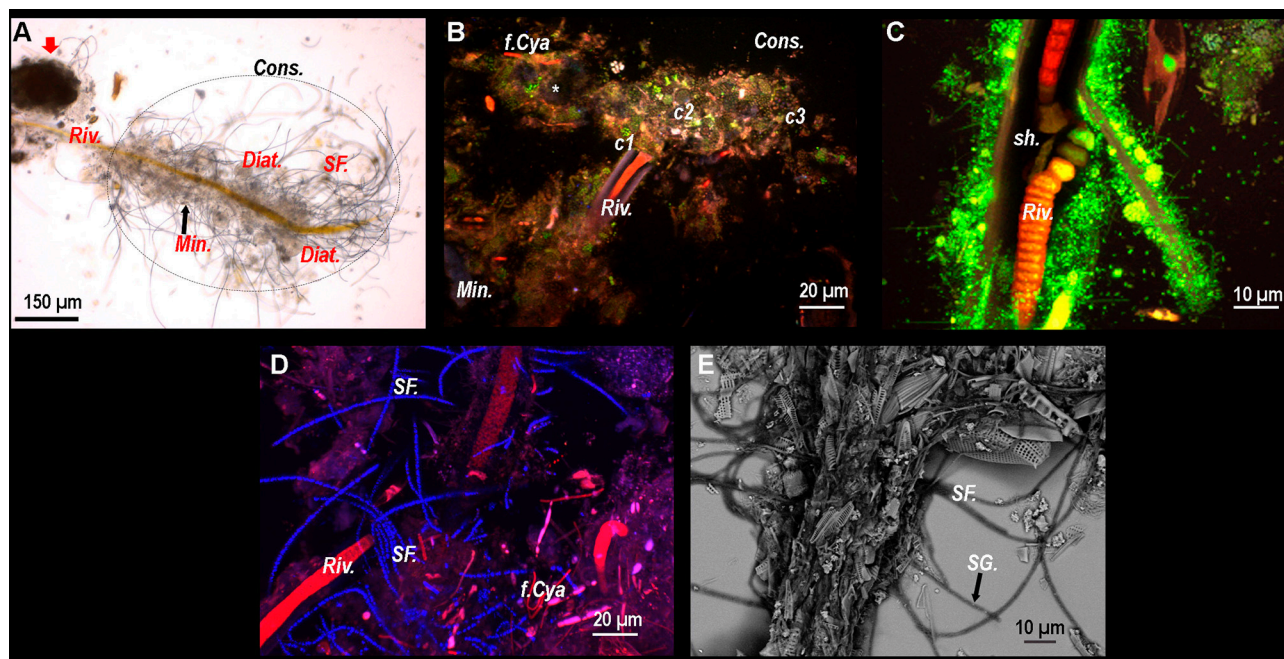 A
Cons.
Riv.
Diat.
SF.
Min.
Diat.
150 µm
B
f.Cya
Cons.
*
c2
c3
c1
Riv.
Min.
20 µm
C
sh.
Riv.
10 µm
D
SF.
SF.
Riv.
f.Cya
20 µm
E
SF.
SG.
10 µm